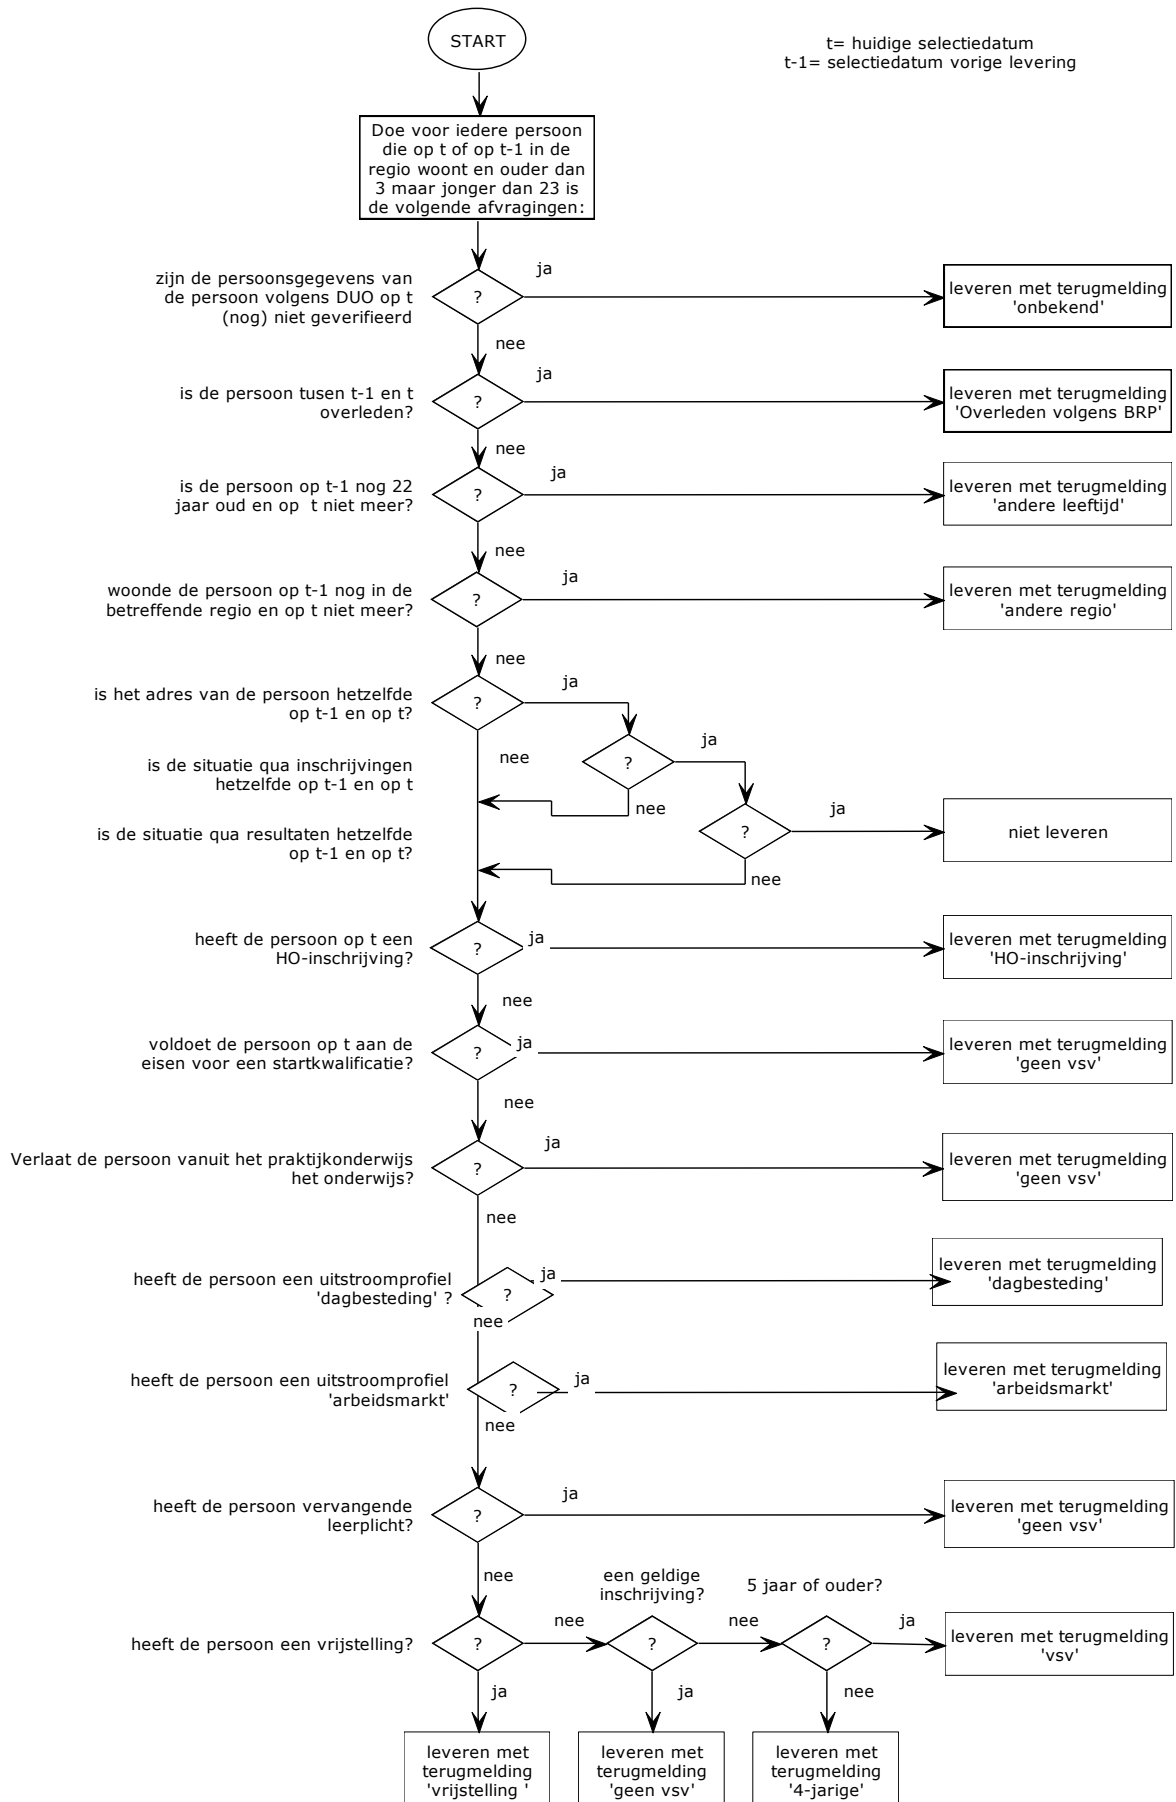 START
t= huidige selectiedatum
t-1= selectiedatum vorige levering
Doe voor iedere persoon
die op t of op t-1 in de
regio woont en ouder dan
3 maar jonger dan 23 is
de volgende afvragingen:
zijn de persoonsgegevens van
de persoon volgens DUO op t
(nog) niet geverifieerd
?
ja
leveren met terugmelding
'onbekend'
nee
is de persoon tusen t-1 en t
overleden?
?
ja
leveren met terugmelding
'Overleden volgens BRP'
nee
is de persoon op t-1 nog 22
jaar oud en op  t niet meer?
?
ja
leveren met terugmelding
'andere leeftijd'
nee
woonde de persoon op t-1 nog in de
betreffende regio en op t niet meer?
?
ja
leveren met terugmelding
'andere regio'
nee
is het adres van de persoon hetzelfde
op t-1 en op t?
?
ja
nee
is de situatie qua inschrijvingen
hetzelfde op t-1 en op t
?
ja
nee
is de situatie qua resultaten hetzelfde
op t-1 en op t?
?
ja
niet leveren
nee
heeft de persoon op t een
HO-inschrijving?
?
ja
leveren met terugmelding
'HO-inschrijving'
nee
voldoet de persoon op t aan de
eisen voor een startkwalificatie?
?
ja
leveren met terugmelding
'geen vsv'
nee
Verlaat de persoon vanuit het praktijkonderwijs
het onderwijs?
?
ja
leveren met terugmelding
'geen vsv'
nee
heeft de persoon een uitstroomprofiel
'dagbesteding' ?
?
ja
leveren met terugmelding
'dagbesteding'
nee
heeft de persoon een uitstroomprofiel
'arbeidsmarkt'
?
ja
leveren met terugmelding
'arbeidsmarkt'
nee
heeft de persoon vervangende
leerplicht?
?
ja
leveren met terugmelding
'geen vsv'
nee
een geldige
inschrijving?
5 jaar of ouder?
heeft de persoon een vrijstelling?
?
nee
?
nee
?
ja
leveren met terugmelding
'vsv'
ja
ja
nee
leveren met
terugmelding
'vrijstelling '
leveren met
terugmelding
'geen vsv'
leveren met
terugmelding
'4-jarige'